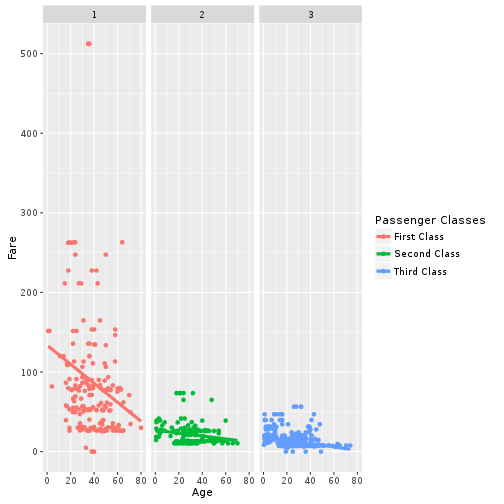 1 2 3
500
400
300
200
100
0
0 20 40 60 80 0 20 40 60 80 0 20 40 60 80
Age
Fare
Passenger Classes
First Class
Second Class
Third Class